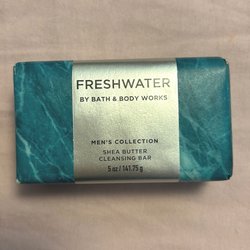 FRESHWATER
BY BATH & BODY WORKS
MEN'S COLLECTION
SHEA BUTTER
CLEANSING BAR
5 oz / 141.75 g